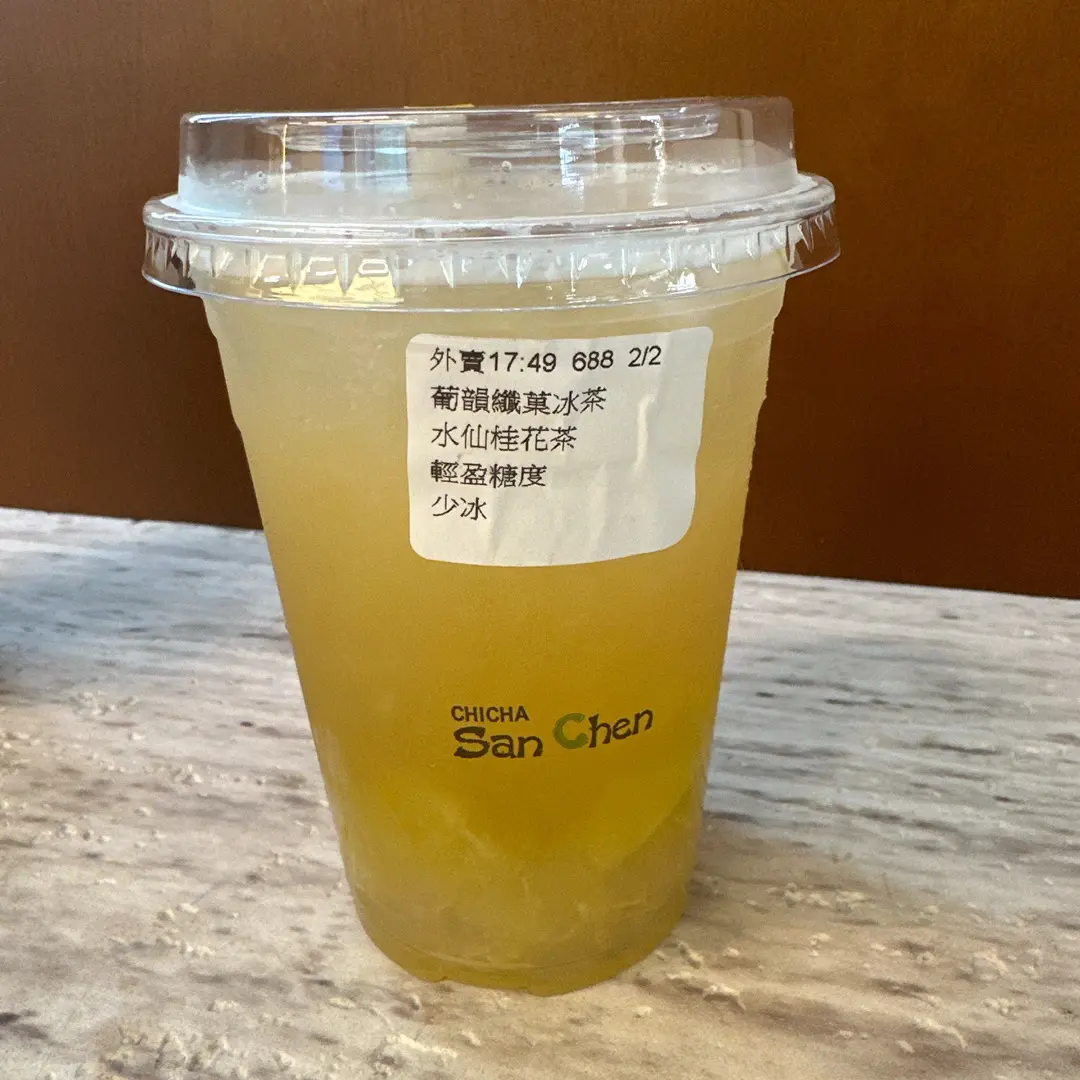 外賣17:49 688 2/2
葡韻纖菓冰茶
水仙桂花茶
輕盈糖度
少冰
CHICHA
San Chen